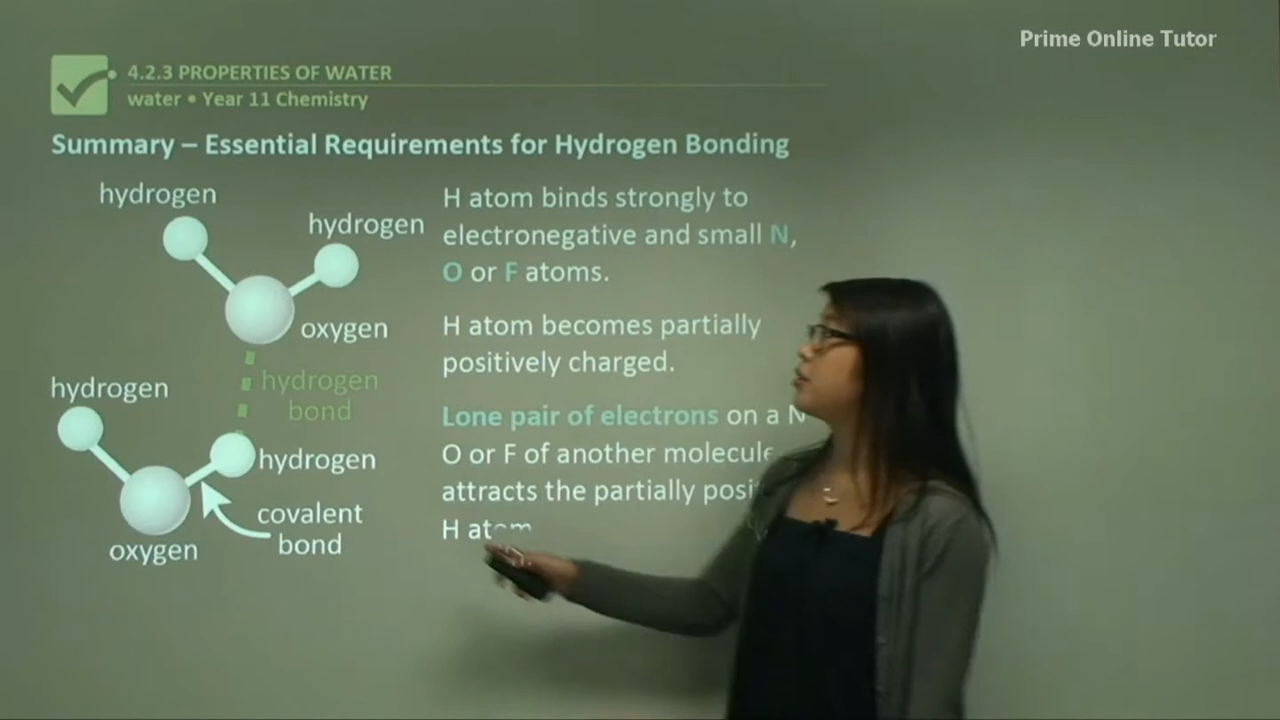 Prime Online Tutor
4.2.3 PROPERTIES OF WATER
water • Year 11 Chemistry
Summary – Essential Requirements for Hydrogen Bonding
hydrogen
hydrogen
oxygen
hydrogen
bond
hydrogen
hydrogen
covalent
bond
oxygen
H atom binds strongly to
electronegative and small N,
O or F atoms.
H atom becomes partially
positively charged.
Lone pair of electrons on a N
O or F of another molecule
attracts the partially
H atom